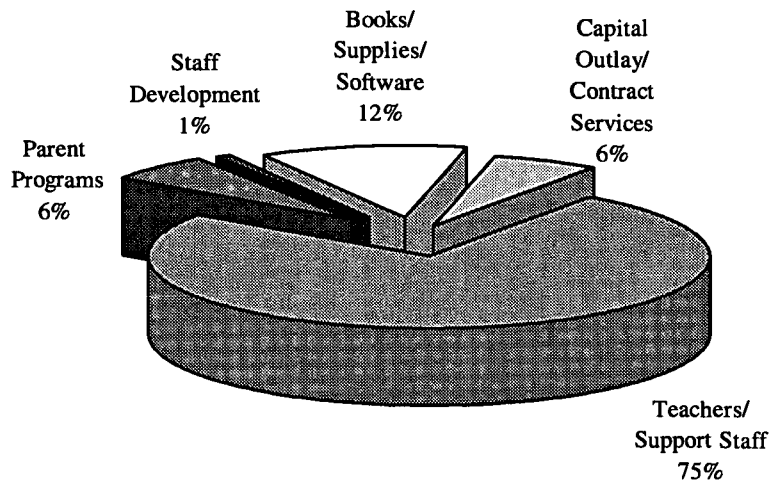 Books/
Supplies/
Software
12%
Capital
Outlay/
Contract
Services
6%
Staff
Development
1%
Parent
Programs
6%
Teachers/
Support Staff
75%